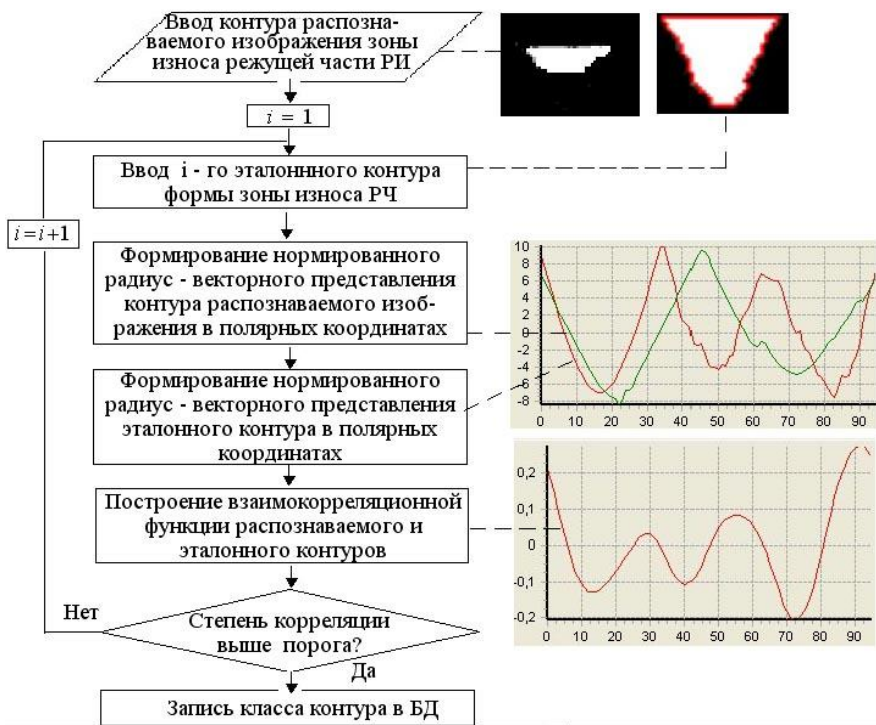 Ввод контура распозна-
ваемого изображения зоны
износа режущей части РИ
i = 1
Ввод i - го эталоннного контура
формы зоны износа РЧ
i=i+1
Формирование нормированного
радиус - векторного представления
контура распознаваемого изоб-
ражения в полярных координатах
Формирование нормированного
радиус - векторного представления
эталонного контура в полярных
координатах
Построение взаимокорреляционной
функции распознаваемого и
эталонного контуров
Нет
Степень корреляции
выше порога?
Да
Запись класса контура в БД
10
8
6
4
2
0
-2
-4
-6
-8
0 10 20 30 40 50 60 70 80 90
0,2
0,1
0
-0,1
-0,2
0 10 20 30 40 50 60 70 80 90